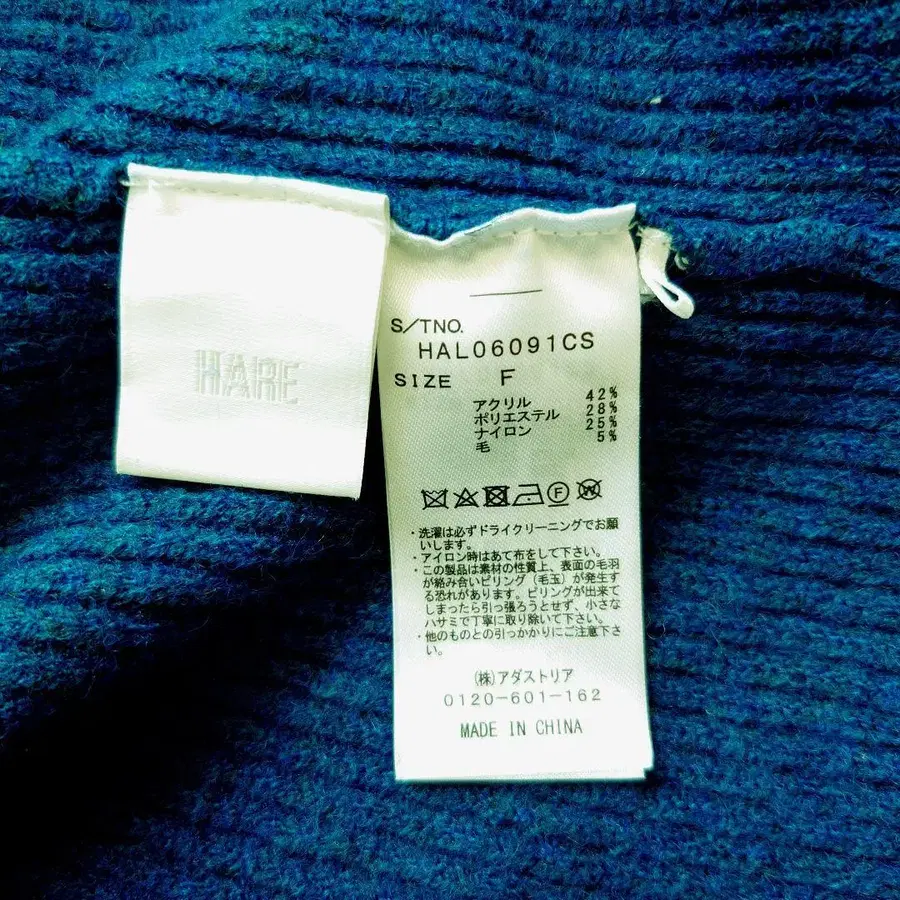 HARE
S/TNO.
HAL06091CS
SIZE F
アクリル 42%
ポリエステル 28%
ナイロン 25%
毛 5%
・洗濯は必ずドライクリーニングでお願
いします。
・アイロン時はあて布をして下さい。
・この製品は素材の性質上、表面の毛羽
が絡み合いピリング(毛玉)が発生す
る恐れがあります。ピリングが出来て
しまったら引っ張ろうとせず、小さな
ハサミで丁寧に取り除いて下さい。
・他のものとの引っかかりにご注意下さ
い。
(株)アダストリア
0120-601-162
MADE IN CHINA